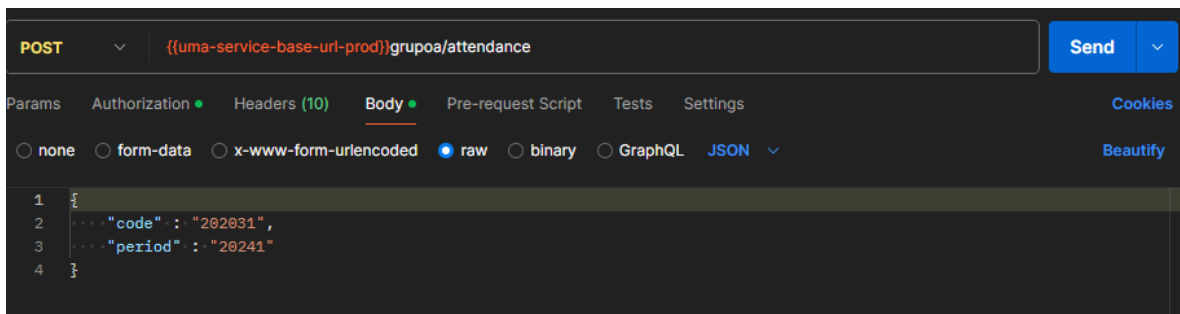 POST {{uma-service-base-url-prod}}grupoa/attendance Send
Params Authorization Headers (10) Body Pre-request Script Tests Settings Cookies
none form-data x-www-form-urlencoded raw binary GraphQL JSON Beautify
1 {
2 "code" : "202031",
3 "period" : "20241"
4 }